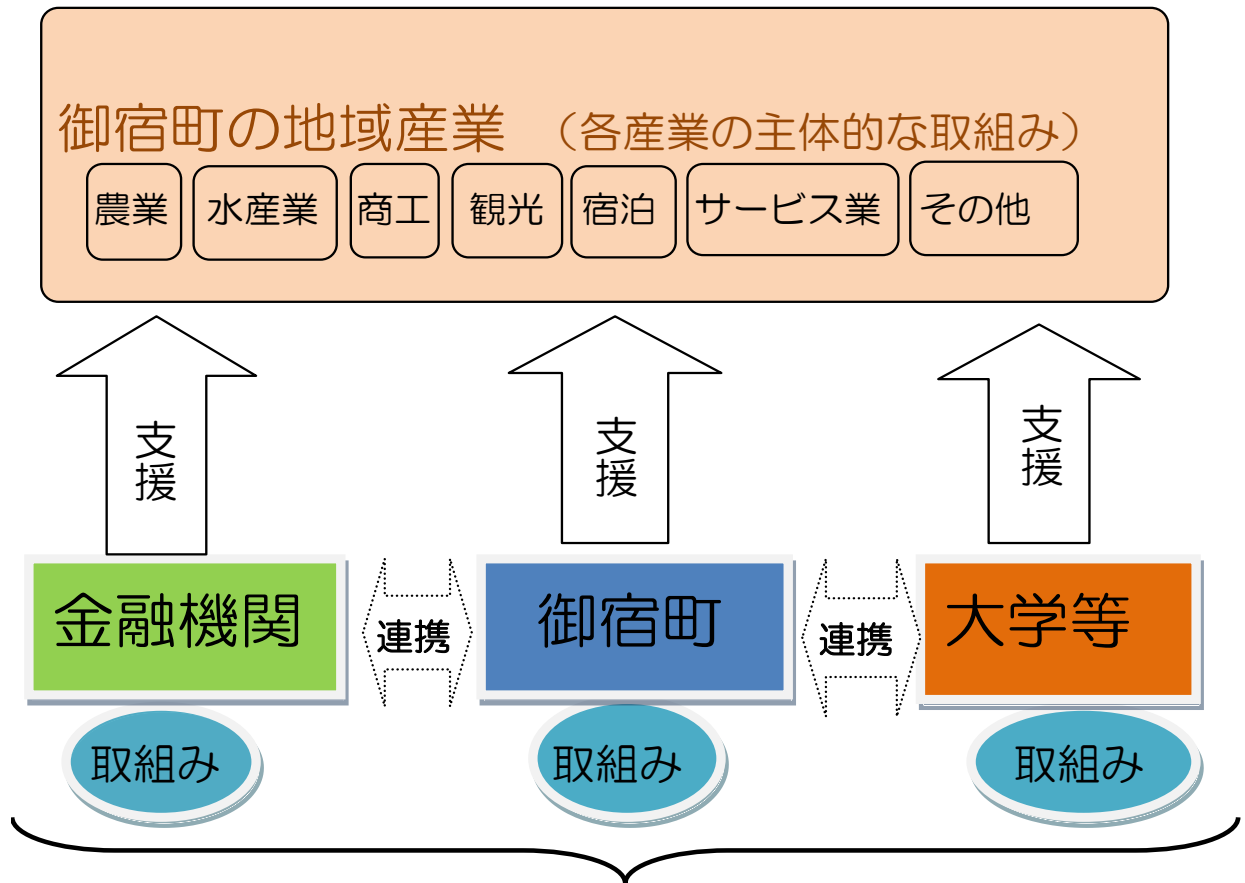 御宿町の地域産業 （各産業の主体的な取組み）
農業 水産業 商工 観光 宿泊 サービス業 その他
支援 支援 支援
金融機関 連携 御宿町 連携 大学等
取組み 取組み 取組み